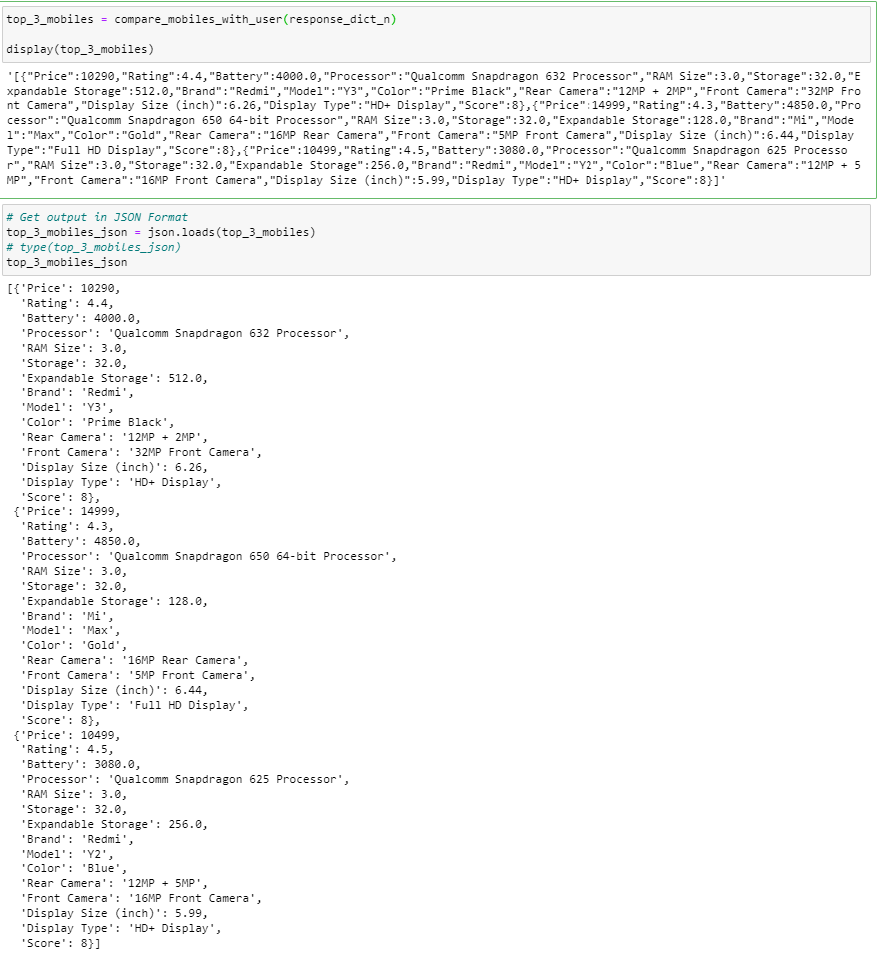 top_3_mobiles = compare_mobiles_with_user(response_dict_n)
display(top_3_mobiles)
'[{"Price":10290,"Rating":4.4,"Battery":4000.0,"Processor":"Qualcomm Snapdragon 632 Processor","RAM Size":3.0,"Storage":32.0,"E
xpandable Storage":512.0,"Brand":"Redmi","Model":"Y3","Color":"Prime Black","Rear Camera":"12MP + 2MP","Front Camera":"32MP Fro
nt Camera","Display Size (inch)":6.26,"Display Type":"HD+ Display","Score":8},{"Price":14999,"Rating":4.3,"Battery":4850.0,"Pro
cessor":"Qualcomm Snapdragon 650 64-bit Processor","RAM Size":3.0,"Storage":32.0,"Expandable Storage":128.0,"Brand":"Mi","Mode
l":"Max","Color":"Gold","Rear Camera":"16MP Rear Camera","Front Camera":"5MP Front Camera","Display Size (inch)":6.44,"Display
Type":"Full HD Display","Score":8},{"Price":10499,"Rating":4.5,"Battery":3080.0,"Processor":"Qualcomm Snapdragon 625 Processo
r","RAM Size":3.0,"Storage":32.0,"Expandable Storage":256.0,"Brand":"Redmi","Model":"Y2","Color":"Blue","Rear Camera":"12MP + 5
MP","Front Camera":"16MP Front Camera","Display Size (inch)":5.99,"Display Type":"HD+ Display","Score":8}]'
# Get output in JSON Format
top_3_mobiles_json = json.loads(top_3_mobiles)
# type(top_3_mobiles_json)
top_3_mobiles_json
[{'Price': 10290,
'Rating': 4.4,
'Battery': 4000.0,
'Processor': 'Qualcomm Snapdragon 632 Processor',
'RAM Size': 3.0,
'Storage': 32.0,
'Expandable Storage': 512.0,
'Brand': 'Redmi',
'Model': 'Y3',
'Color': 'Prime Black',
'Rear Camera': '12MP + 2MP',
'Front Camera': '32MP Front Camera',
'Display Size (inch)': 6.26,
'Display Type': 'HD+ Display',
'Score': 8},
{'Price': 14999,
'Rating': 4.3,
'Battery': 4850.0,
'Processor': 'Qualcomm Snapdragon 650 64-bit Processor',
'RAM Size': 3.0,
'Storage': 32.0,
'Expandable Storage': 128.0,
'Brand': 'Mi',
'Model': 'Max',
'Color': 'Gold',
'Rear Camera': '16MP Rear Camera',
'Front Camera': '5MP Front Camera',
'Display Size (inch)': 6.44,
'Display Type': 'Full HD Display',
'Score': 8},
{'Price': 10499,
'Rating': 4.5,
'Battery': 3080.0,
'Processor': 'Qualcomm Snapdragon 625 Processor',
'RAM Size': 3.0,
'Storage': 32.0,
'Expandable Storage': 256.0,
'Brand': 'Redmi',
'Model': 'Y2',
'Color': 'Blue',
'Rear Camera': '12MP + 5MP',
'Front Camera': '16MP Front Camera',
'Display Size (inch)': 5.99,
'Display Type': 'HD+ Display',
'Score': 8}]